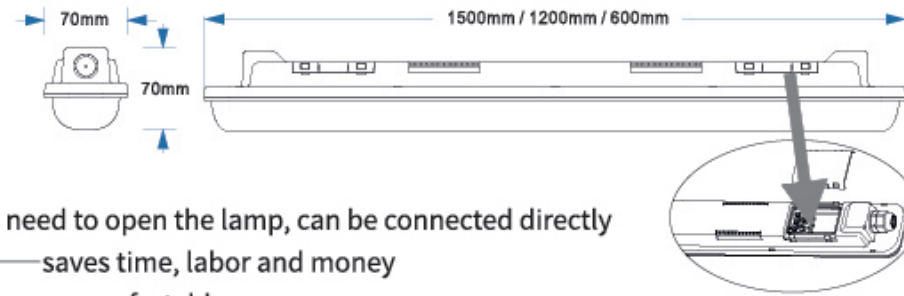 70mm
1500mm / 1200mm / 600mm
70mm
need to open the lamp, can be connected directly
——saves time, labor and money